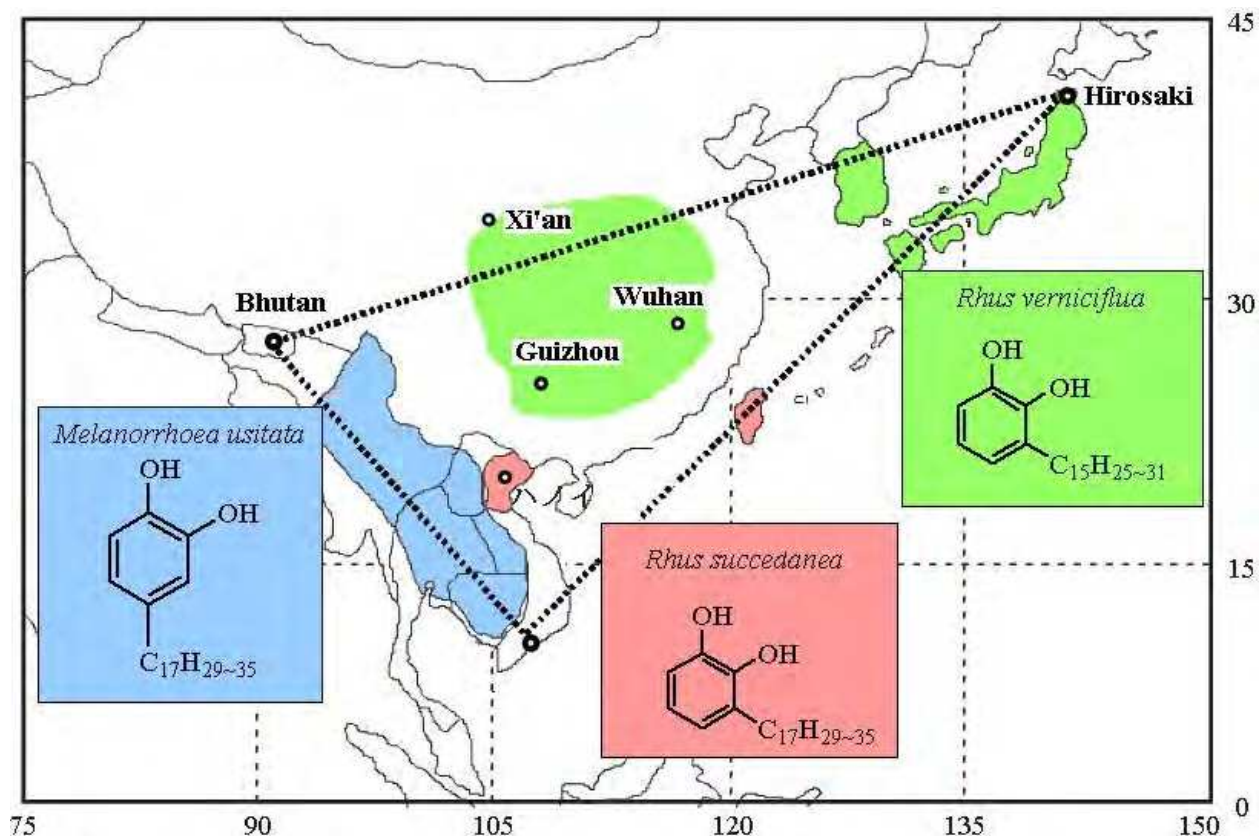 45
Hirosaki
Xi'an
Rhus verniciflua
Bhutan
Wuhan
30
Guizhou
OH
OH
C₁₅H₂₅~₃₁
Melanorrhoea usitata
OH
OH
C₁₇H₂₉~₃₅
Rhus succedanea
OH
OH
C₁₇H₂₉~₃₅
15
0
75
90
105
120
135
150